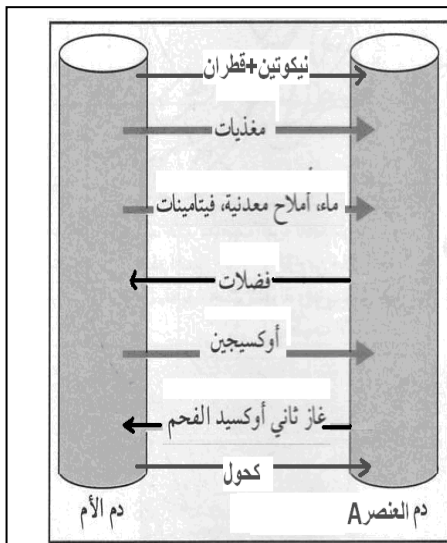 نيكوتين+قطران
مغذيات
ماء، أملاح معدنية، فيتامينات
فضلات
أوكسيجين
غاز ثاني أوكسيد الفحم
كحول
دم العنصرA
دم الأم